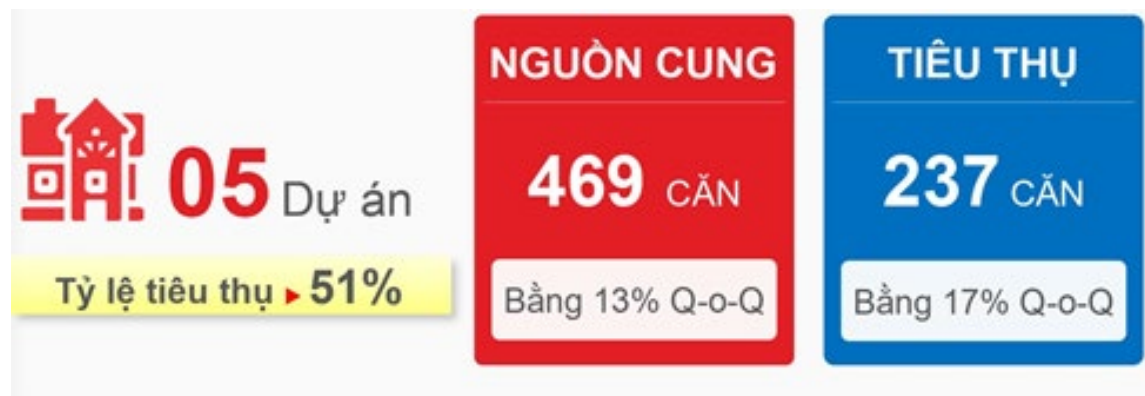 05 Dự án
Tỷ lệ tiêu thụ ▸ 51%
NGUỒN CUNG
469 CĂN
Bằng 13% Q-o-Q
TIÊU THỤ
237 CĂN
Bằng 17% Q-o-Q